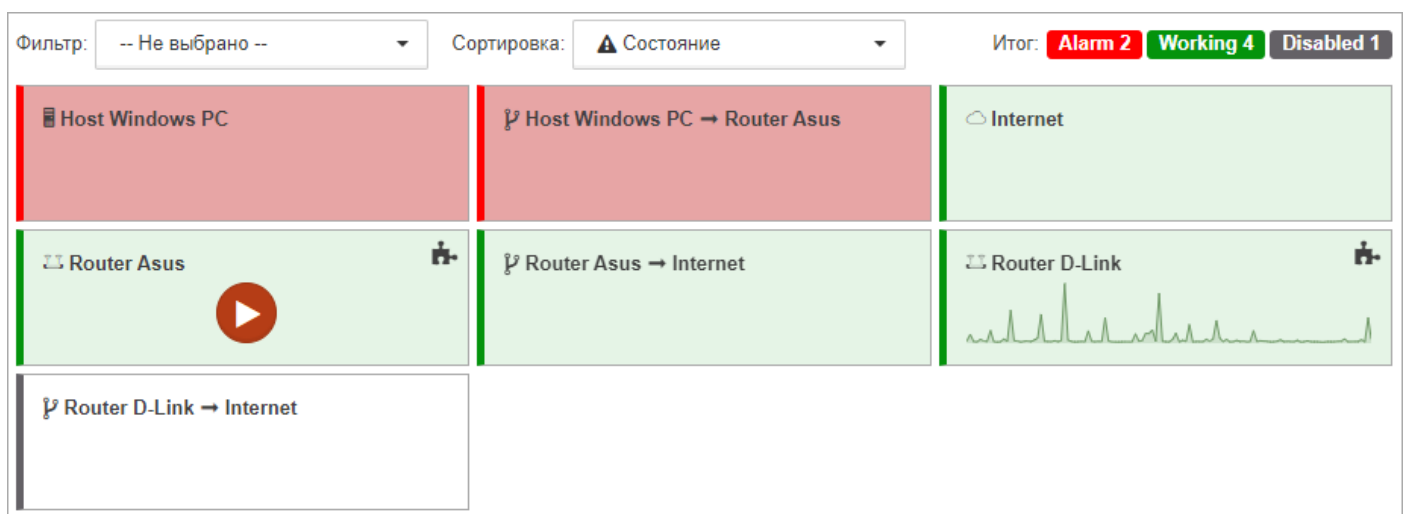 Фильтр: -- Не выбрано -- Сортировка: Состояние Итог: Alarm 2 Working 4 Disabled 1
Host Windows PC
Host Windows PC → Router Asus
Internet
Router Asus
Router Asus → Internet
Router D-Link
Router D-Link → Internet